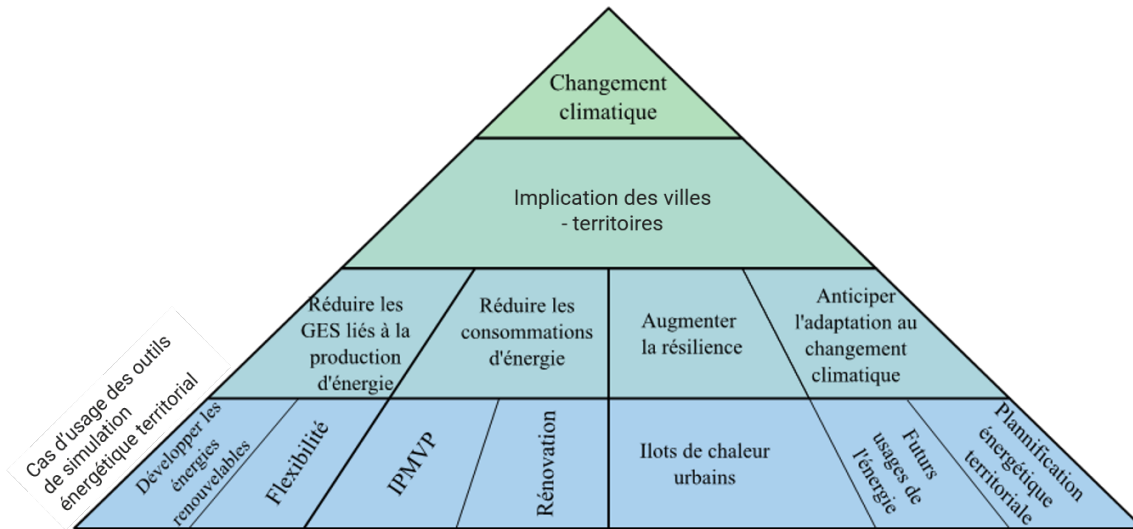 Changement
climatique
Implication des villes
- territoires
Réduire les
GES liés à la
production
d'énergie
Réduire les
consommations
d'énergie
Augmenter
la résilience
Anticiper
l'adaptation au
changement
climatique
Cas d'usage des outils
de simulation
énergétique territorial
Développer les
énergies
renouvelables
Flexibilité
IPMVP
Rénovation
Ilots de chaleur
urbains
Futurs
usages de
l'énergie
Plannification
énergétique
territoriale